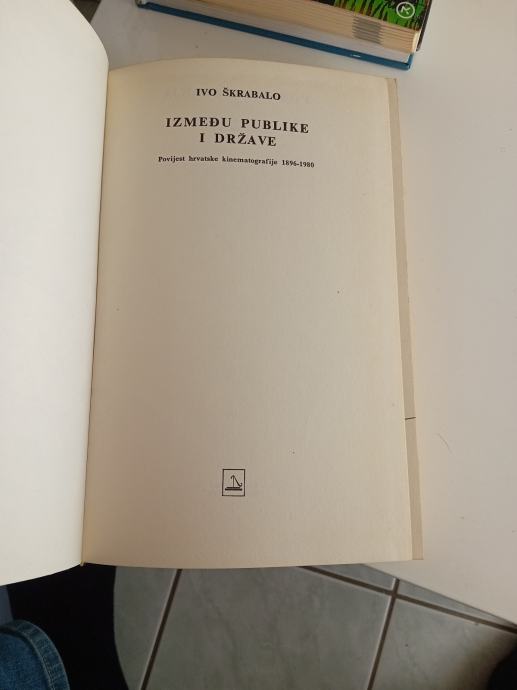 IVO ŠKRABALO
IZMEĐU PUBLIKE
I DRŽAVE
Povijest hrvatske kinematografije 1896-1980